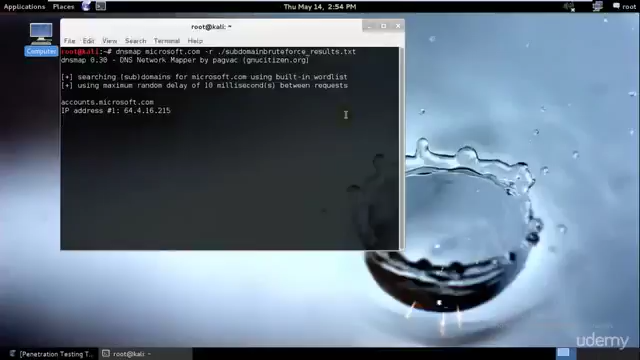 Applications Places Thu May 14, 2:54 PM root
Computer
root@kali: ~
File Edit View Search Terminal Help
root@kali:~# dnsmap microsoft.com -r ./subdomainbruteforce_results.txt
dnsmap 0.30 - DNS Network Mapper by pagvac (gnucitizen.org)
[+] searching (sub)domains for microsoft.com using built-in wordlist
[+] using maximum random delay of 10 millisecond(s) between requests
accounts.microsoft.com
IP address #1: 64.4.16.215
udemy
[Penetration Testing T... root@kali: ~